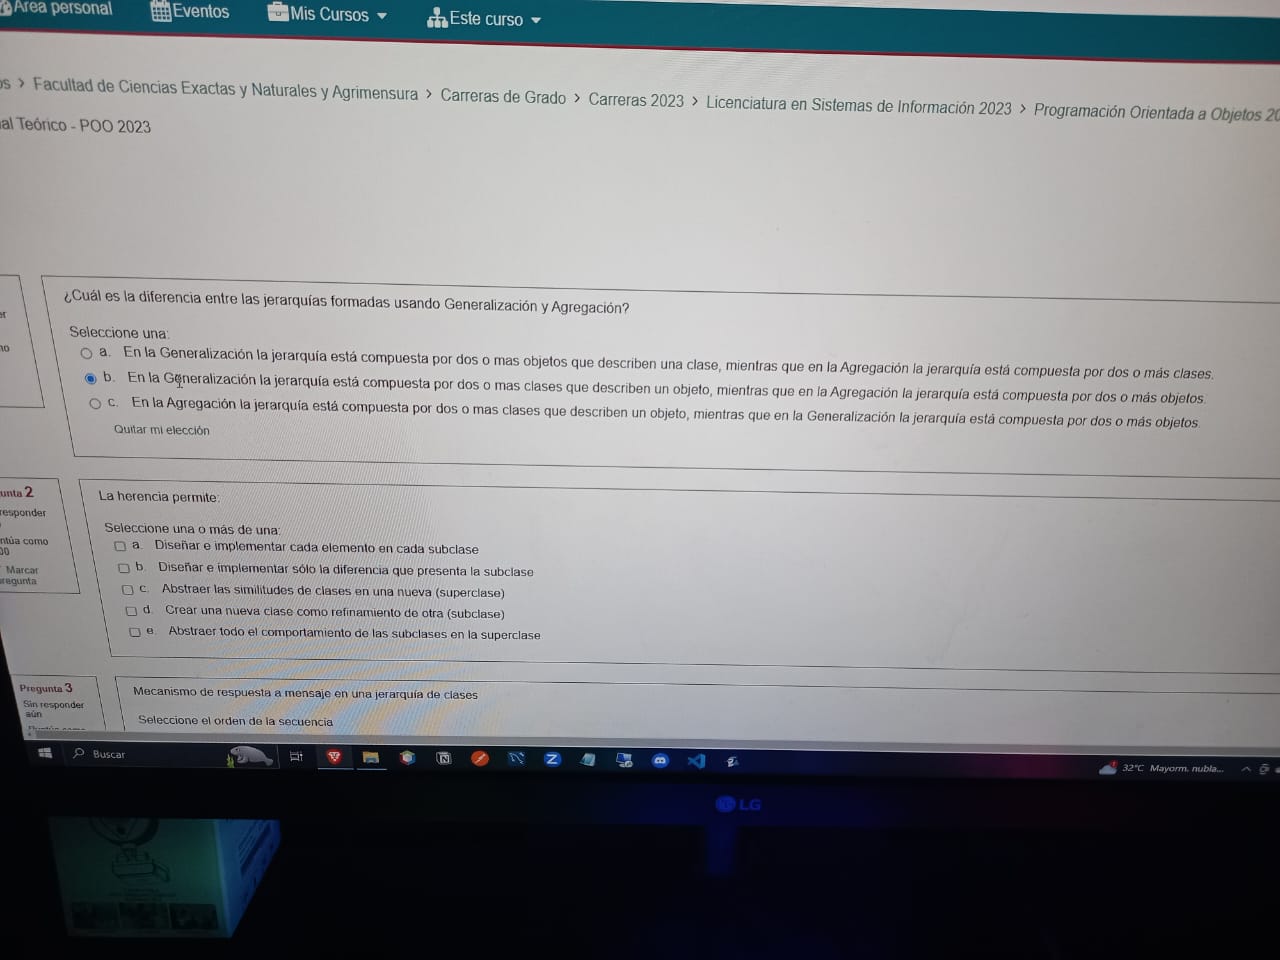 Area personal
Eventos
Mis Cursos
Este curso
os > Facultad de Ciencias Exactas y Naturales y Agrimensura > Carreras de Grado > Carreras 2023 > Licenciatura en Sistemas de Información 2023 > Programación Orientada a Objetos 20
al Teórico - POO 2023
¿Cuál es la diferencia entre las jerarquías formadas usando Generalización y Agregación?
Seleccione una:
a. En la Generalización la jerarquía está compuesta por dos o mas objetos que describen una clase, mientras que en la Agregación la jerarquía está compuesta por dos o más clases.
b. En la Generalización la jerarquía está compuesta por dos o mas clases que describen un objeto, mientras que en la Agregación la jerarquía está compuesta por dos o más objetos.
c. En la Agregación la jerarquía está compuesta por dos o mas clases que describen un objeto, mientras que en la Generalización la jerarquía está compuesta por dos o más objetos.
Quitar mi elección
unta 2
responder
ntúa como
00
Marcar
regunta
La herencia permite:
Seleccione una o más de una:
a. Diseñar e implementar cada elemento en cada subclase
b. Diseñar e implementar sólo la diferencia que presenta la subclase
c. Abstraer las similitudes de clases en una nueva (superclase)
d. Crear una nueva clase como refinamiento de otra (subclase)
e. Abstraer todo el comportamiento de las subclases en la superclase
Pregunta 3
Sin responder
aún
Mecanismo de respuesta a mensaje en una jerarquía de clases
Seleccione el orden de la secuencia
Buscar
32°C Mayorm. nubla...
LG